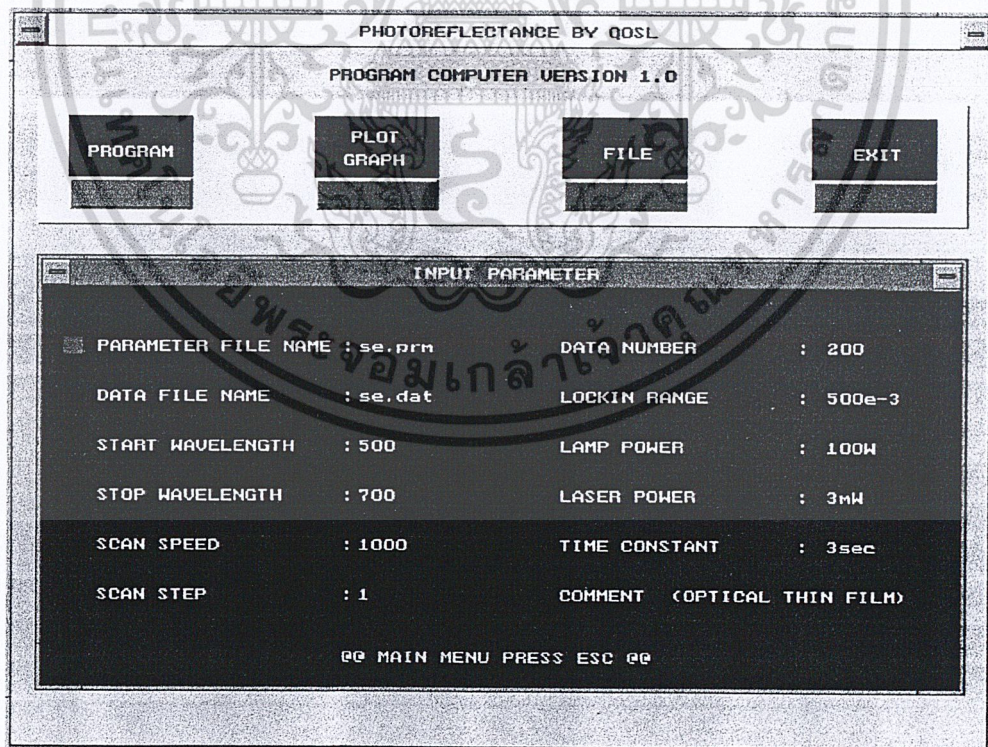 PHOTOREFLECTANCE BY QOSL
PROGRAM COMPUTER VERSION 1.0
PROGRAM
PLOT
GRAPH
FILE
EXIT
INPUT PARAMETER
PARAMETER FILE NAME : se.prm
DATA NUMBER : 200
DATA FILE NAME : se.dat
LOCKIN RANGE : 500e-3
START WAVELENGTH : 500
LAMP POWER : 100W
STOP WAVELENGTH : 700
LASER POWER : 3mW
SCAN SPEED : 1000
TIME CONSTANT : 3sec
SCAN STEP : 1
COMMENT (OPTICAL THIN FILM)
@@ MAIN MENU PRESS ESC @@